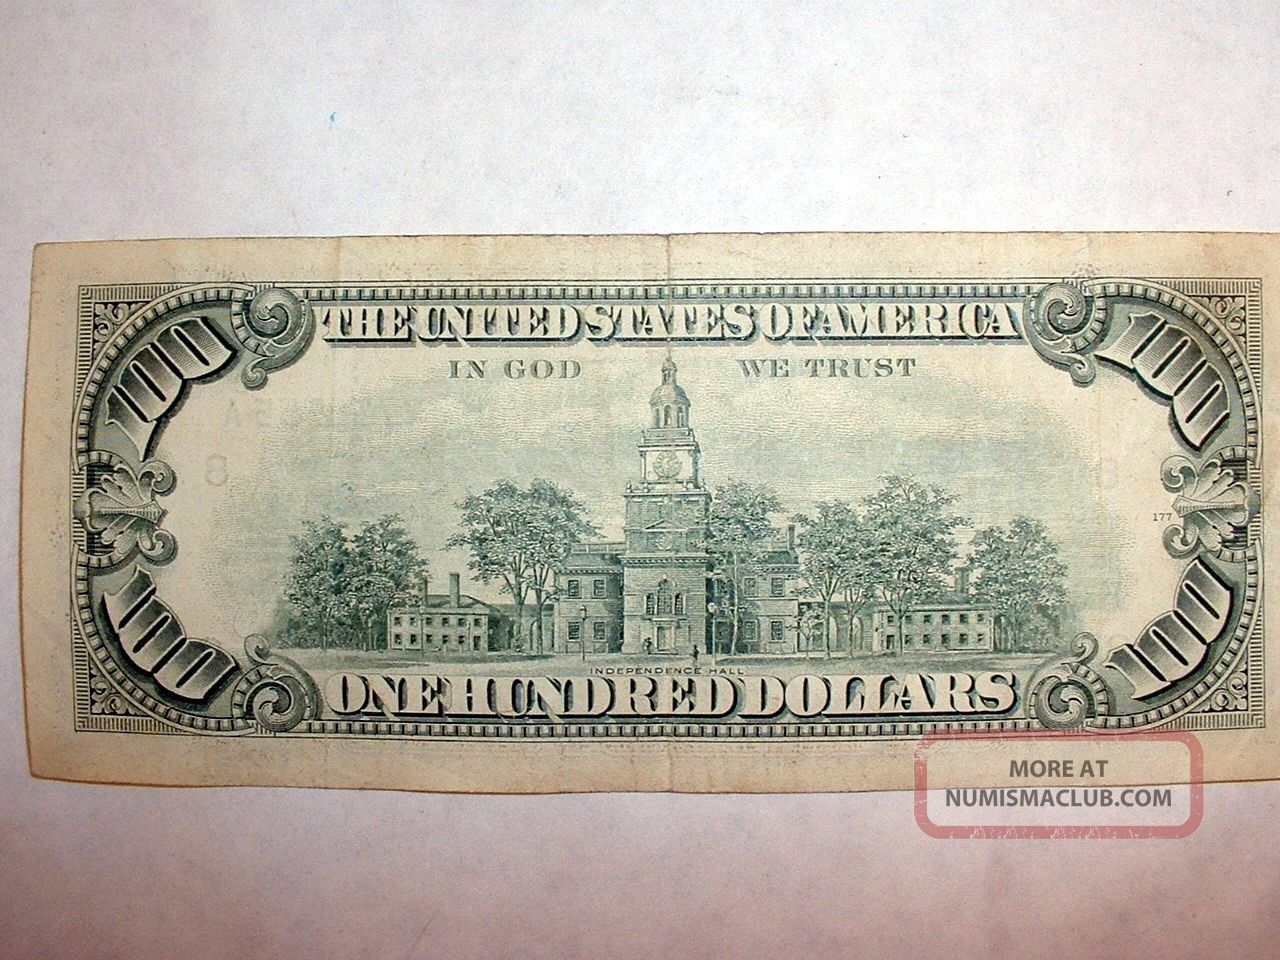 THE UNITED STATES OF AMERICA
IN GOD WE TRUST
100
100
177
100
100
INDEPENDENCE HALL
ONE HUNDRED DOLLARS
MORE AT
NUMISMACLUB.COM